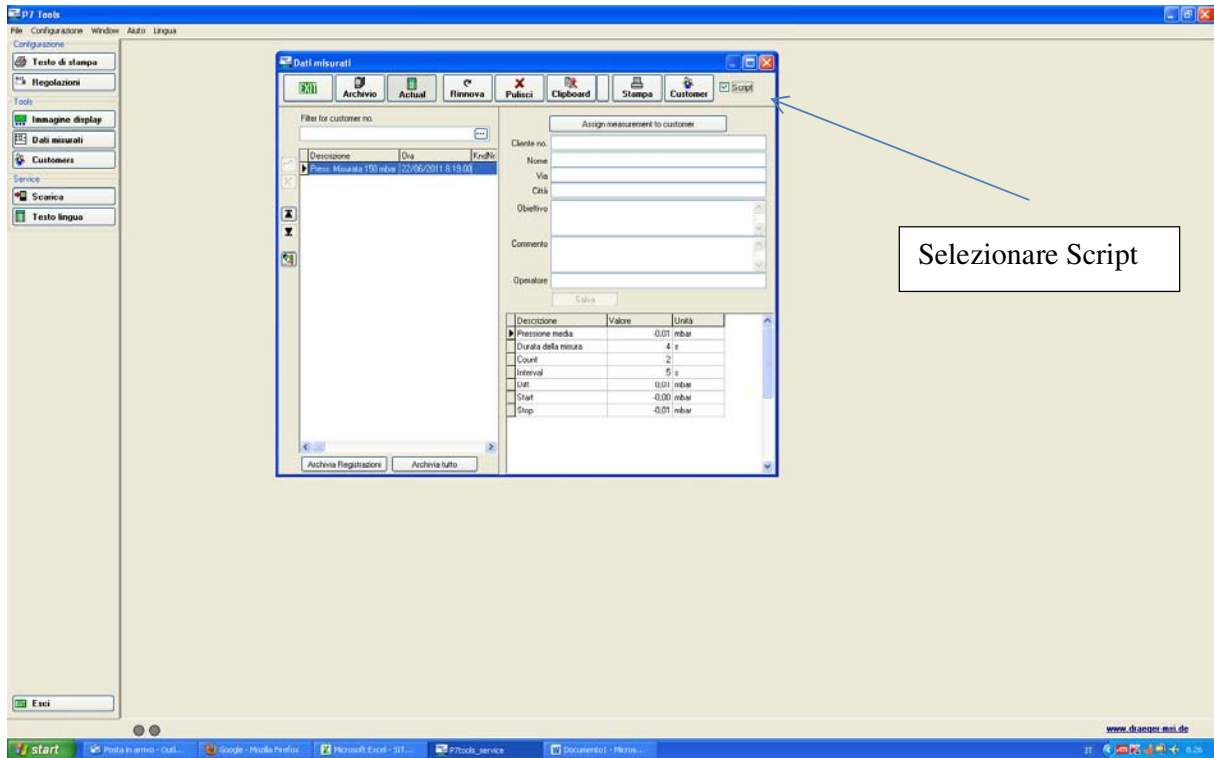 P7 Tools
File Configurazione Window Aiuto Lingua
Configurazione
Testo di stampa
Regolazioni
Tools
Immagine display
Dati misurati
Customers
Service
Scarica
Testo lingua
Esci
Dati misurati
EXIT Archivio Actual Rinnova Pulisci Clipboard Stampa Customer Script
Filter for customer no.
Descrizione Ora KndNr
Press. Misurata 150 mbar 22/06/2011 8.19.00
Archivia Registrazioni Archivia tutto
Assign measurement to customer
Cliente no.
Nome
Via
Città
Obiettivo
Commento
Operatore
Salva
Descrizione Valore Unità
Pressione media -0,01 mbar
Durata della misura 4 s
Count 2
Interval 5 s
Diff. 0,01 mbar
Start -0,00 mbar
Stop -0,01 mbar
Selezionare Script
www.draeger-msi.de
start Posta in arrivo - Outl... Google - Mozilla Firefox Microsoft Excel - SIT... P7tools_service Documento1 - Micros... IT 8.26